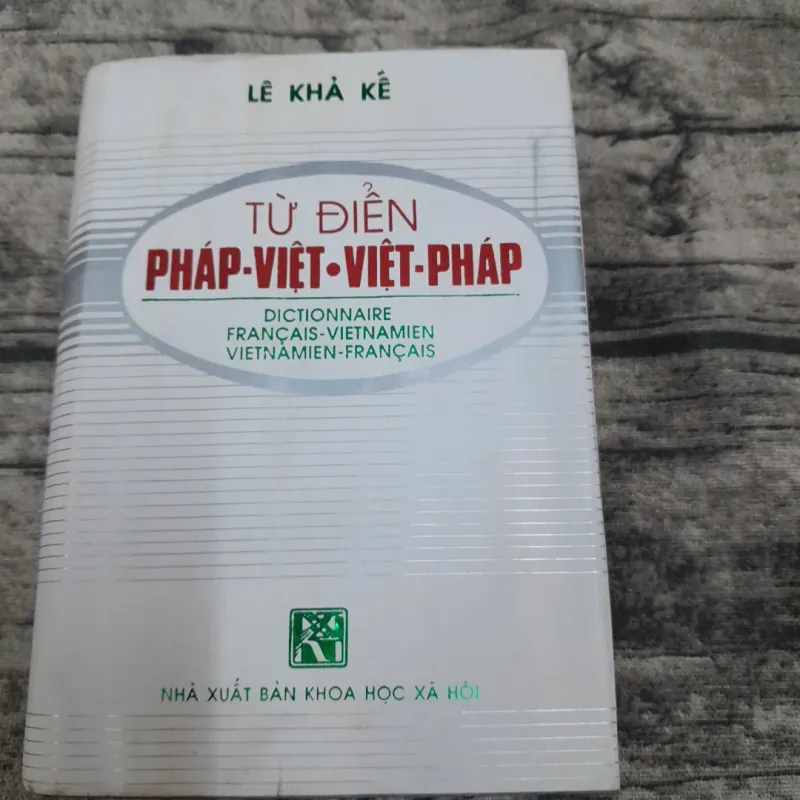 LÊ KHẢ KẾ
TỪ ĐIỂN
PHÁP-VIỆT•VIỆT-PHÁP
DICTIONNAIRE
FRANÇAIS-VIETNAMIEN
VIETNAMIEN-FRANÇAIS
NHÀ XUẤT BẢN KHOA HỌC XÃ HỘI